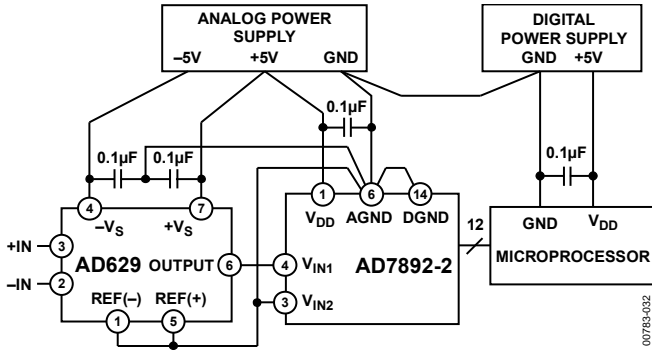 ANALOG POWER
SUPPLY
–5V +5V GND
DIGITAL
POWER SUPPLY
GND +5V
0.1µF 0.1µF
0.1µF
0.1µF
4 7
–VS +VS
1 6 14
VDD AGND DGND
GND VDD
MICROPROCESSOR
12
+IN 3
–IN 2
AD629 OUTPUT 6
REF(–) REF(+)
1 5
4 VIN1
AD7892-2
3 VIN2
00783-032